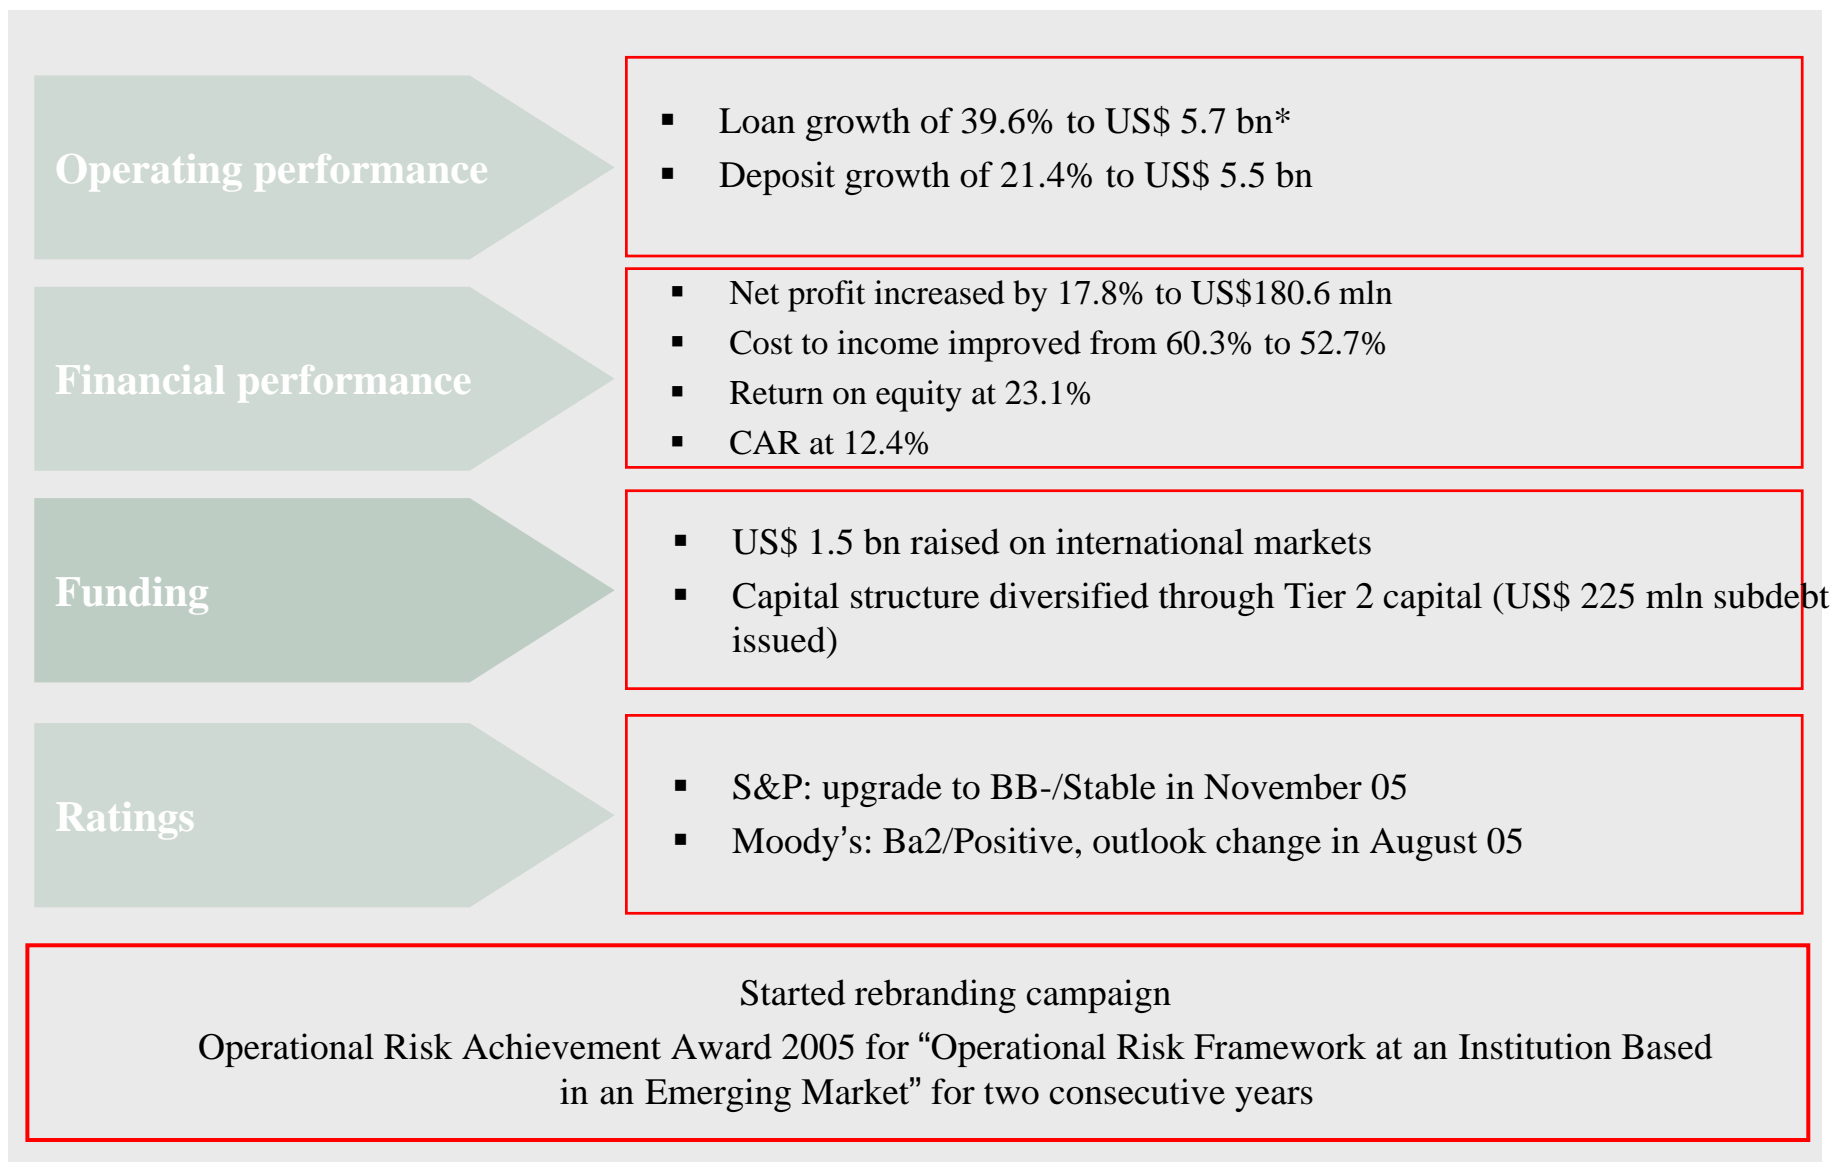 Operating performance
▪ Loan growth of 39.6% to US$ 5.7 bn*
▪ Deposit growth of 21.4% to US$ 5.5 bn
Financial performance
▪ Net profit increased by 17.8% to US$180.6 mln
▪ Cost to income improved from 60.3% to 52.7%
▪ Return on equity at 23.1%
▪ CAR at 12.4%
Funding
▪ US$ 1.5 bn raised on international markets
▪ Capital structure diversified through Tier 2 capital (US$ 225 mln subdebt
issued)
Ratings
▪ S&P: upgrade to BB-/Stable in November 05
▪ Moody’s: Ba2/Positive, outlook change in August 05
Started rebranding campaign
Operational Risk Achievement Award 2005 for “Operational Risk Framework at an Institution Based
in an Emerging Market” for two consecutive years